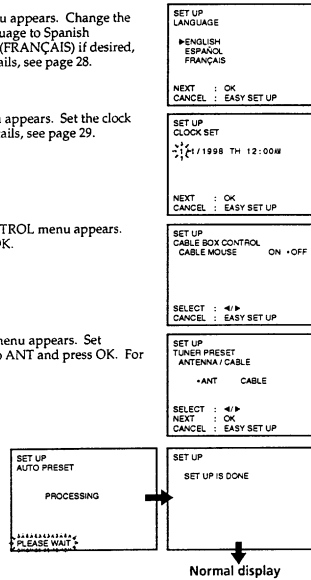 u appears. Change the
uage to Spanish
(FRANÇAIS) if desired,
ails, see page 28.
SET UP
LANGUAGE
▶ENGLISH
ESPAÑOL
FRANÇAIS
NEXT : OK
CANCEL : EASY SET UP
u appears. Set the clock
ails, see page 29.
SET UP
CLOCK SET
1/1/1998 TH 12:00AM
NEXT : OK
CANCEL : EASY SET UP
TROL menu appears.
OK.
SET UP
CABLE BOX CONTROL
CABLE MOUSE ON •OFF
SELECT : ◀/▶
CANCEL : EASY SET UP
menu appears. Set
o ANT and press OK. For
SET UP
TUNER PRESET
ANTENNA / CABLE
•ANT CABLE
SELECT : ◀/▶
NEXT : OK
CANCEL : EASY SET UP
SET UP
AUTO PRESET
PROCESSING
PLEASE WAIT
SET UP
SET UP IS DONE
Normal display